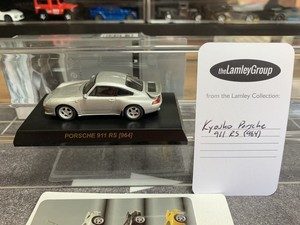 theLamleyGroup
from the Lamley Collection:
Kyosho Porsche
911 RS (964)
PORSCHE 911 RS (964)